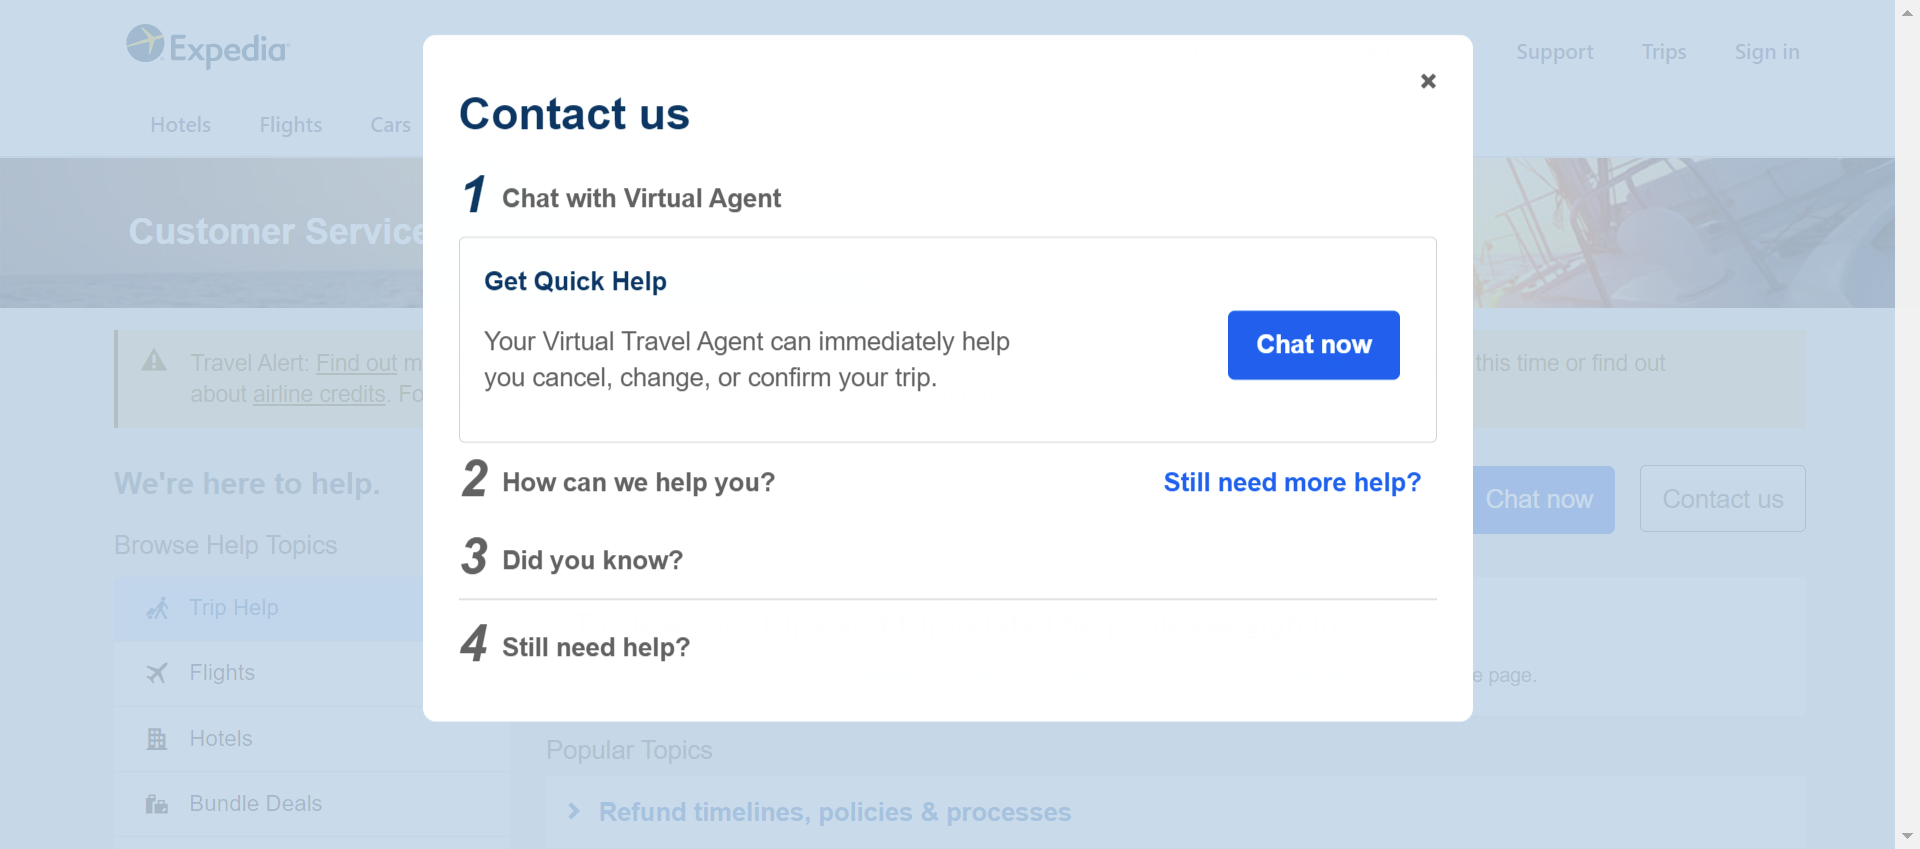 Expedia
Support
Trips
Sign in
Hotels
Flights
Cars
Customer Service
Travel Alert: Find out
this time or find out
about airline credits.
We're here to help.
Chat now
Contact us
Browse Help Topics
Trip Help
Flights
Hotels
Bundle Deals
e page.
Popular Topics
Refund timelines, policies & processes
×
Contact us
1 Chat with Virtual Agent
Get Quick Help
Your Virtual Travel Agent can immediately help
you cancel, change, or confirm your trip.
Chat now
2 How can we help you?
Still need more help?
3 Did you know?
4 Still need help?